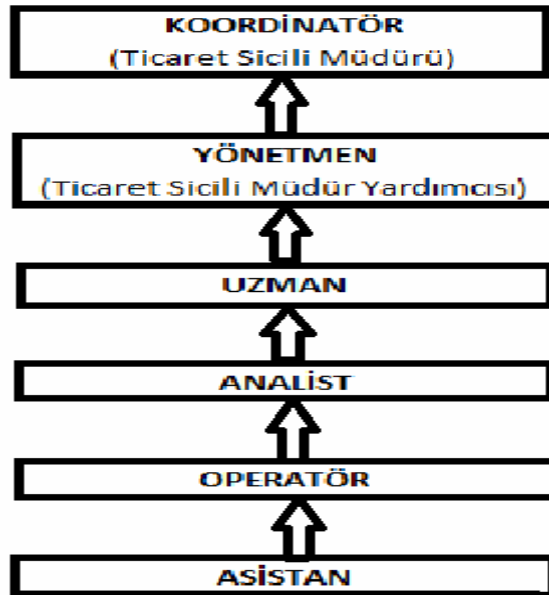 KOORDİNATÖR
(Ticaret Sicili Müdürü)
YÖNETMEN
(Ticaret Sicili Müdür Yardımcısı)
UZMAN
ANALİST
OPERATÖR
ASİSTAN